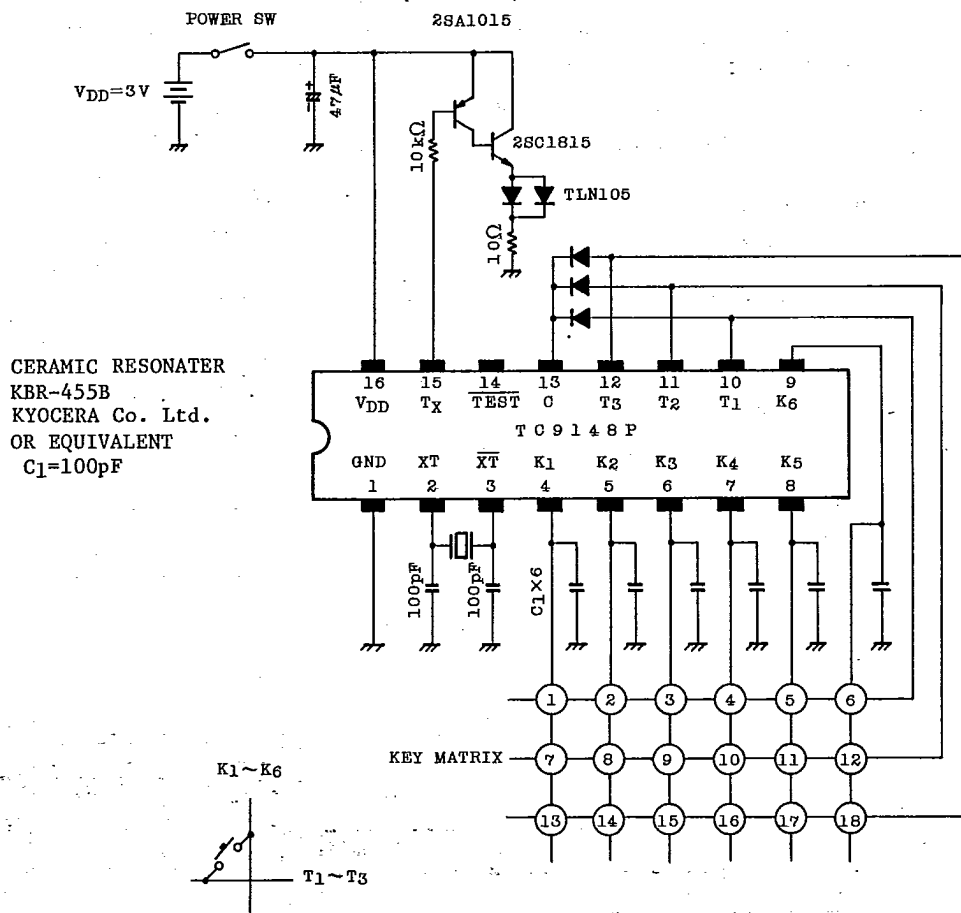 POWER SW
2SA1015
VDD=3V
47µF
10kΩ
2SC1815
TLN105
10Ω
CERAMIC RESONATER
KBR-455B
KYOCERA Co. Ltd.
OR EQUIVALENT
C1=100pF
16 15 14 13 12 11 10 9
VDD TX TEST C T3 T2 T1 K6
TC9148P
GND XT XT K1 K2 K3 K4 K5
1 2 3 4 5 6 7 8
100pF 100pF C1×6
1 2 3 4 5 6
KEY MATRIX 7 8 9 10 11 12
13 14 15 16 17 18
K1~K6
T1~T3